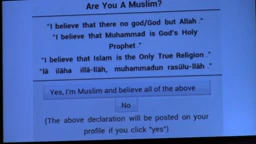 Are You A Muslim?
"I believe that there no god/God but Allah ."
"I believe that Muhammad is God's Holy
Prophet ."
"I believe that Islam is the Only True Religion ."
"lā ilāha illā-llāh, muhammadun rasūlu-llāh ."
Yes, I'm Muslim and believe all of the above
No
(The above declaration will be posted on your
profile if you click "yes")